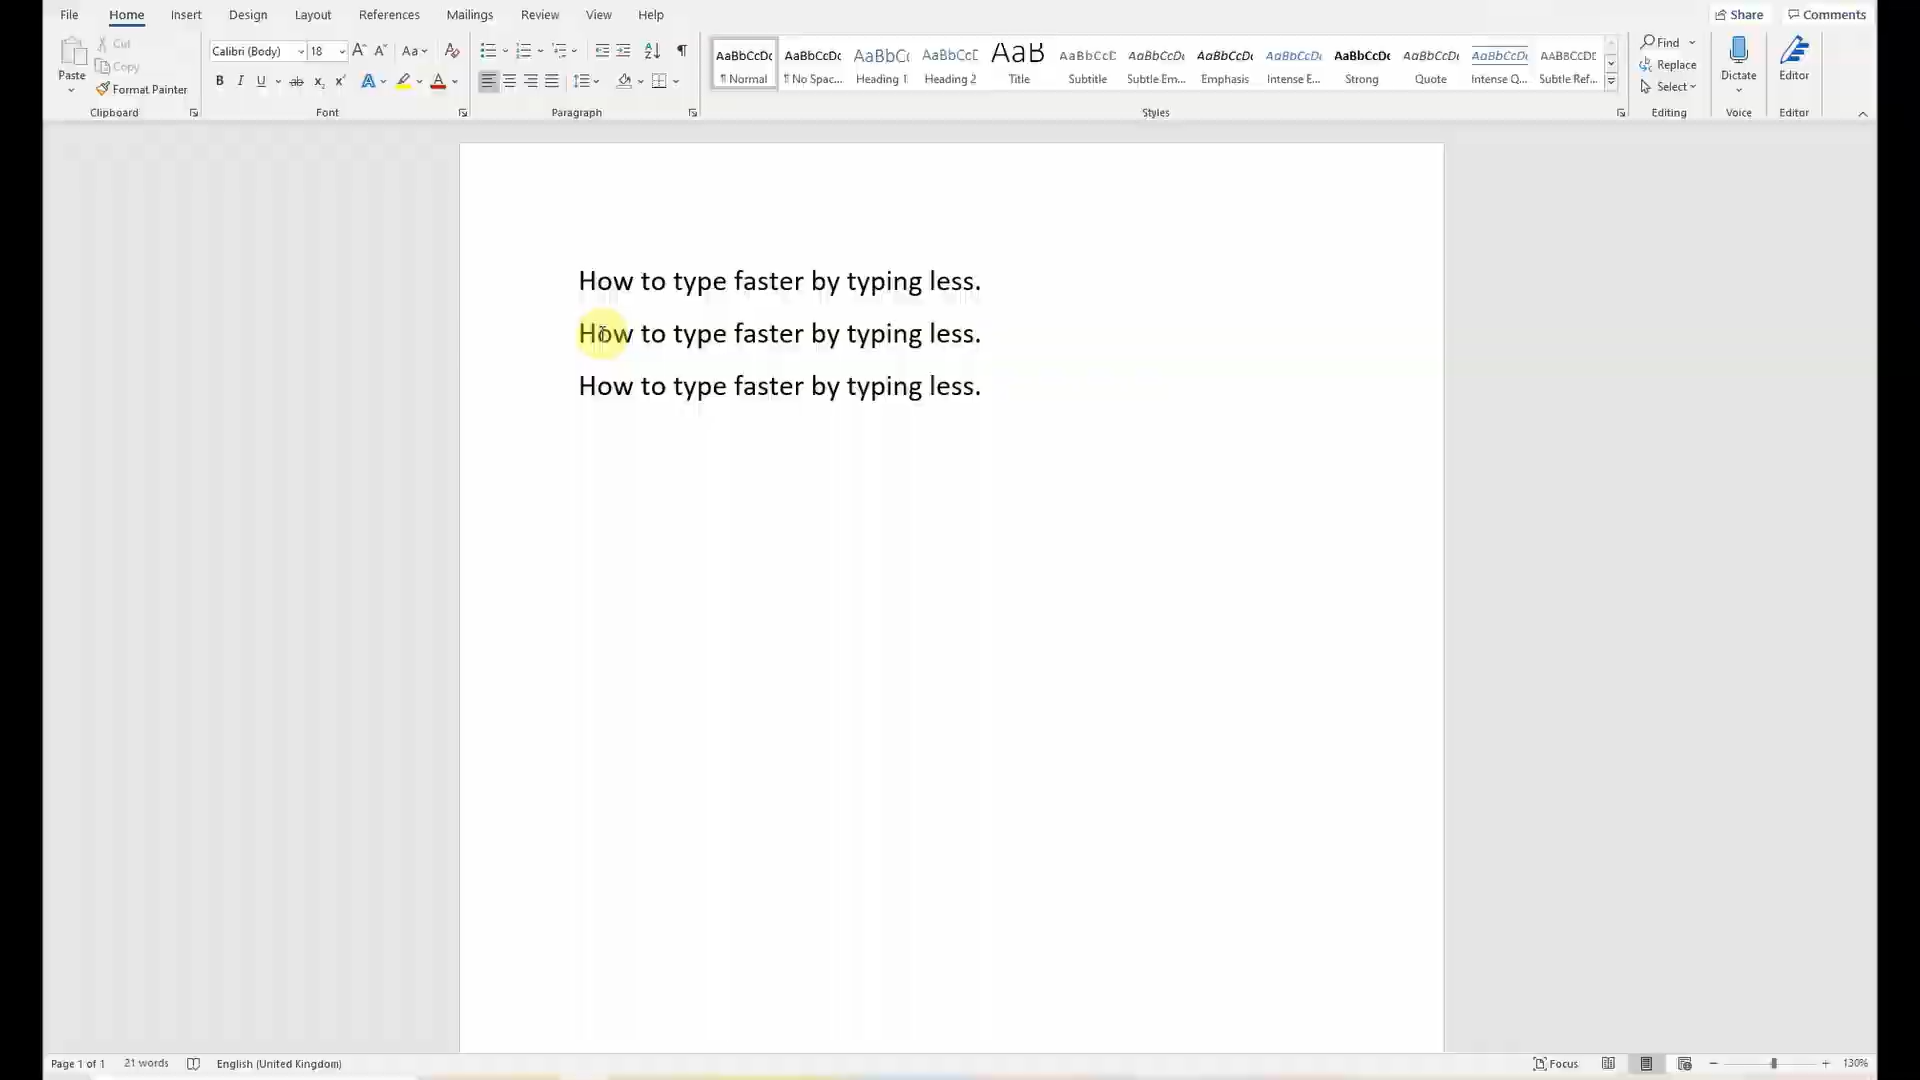 File Home Insert Design Layout References Mailings Review View Help Share Comments
Paste
Cut
Copy
Format Painter
Clipboard
Calibri (Body) 18
Font
Paragraph
AaBbCcDc AaBbCcDc AaBbC( AaBbCcD AaB AaBbCcD AaBbCcDc AaBbCcDc AaBbCcDc AaBbCcDc AaBbCcDc AaBbCcDc AABBCCDE
¶ Normal ¶ No Spac... Heading 1 Heading 2 Title Subtitle Subtle Em... Emphasis Intense E... Strong Quote Intense Q... Subtle Ref...
Styles
Find
Replace
Select
Editing
Dictate
Voice
Editor
Editor
How to type faster by typing less.
How to type faster by typing less.
How to type faster by typing less.
Page 1 of 1 21 words English (United Kingdom) Focus 130%